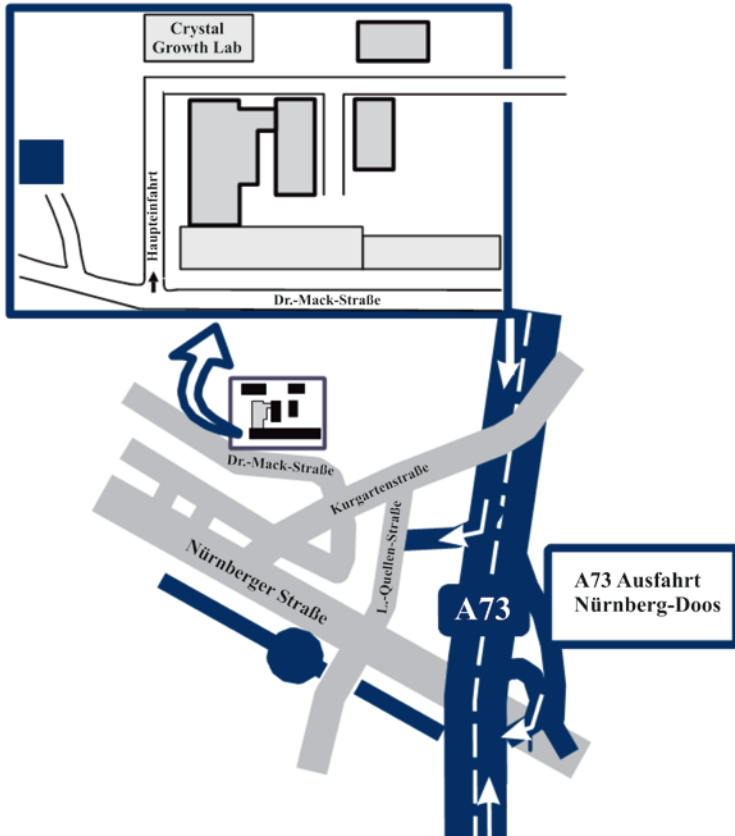 Crystal
Growth Lab
Haupteinfahrt
Dr.-Mack-Straße
Dr.-Mack-Straße
Kurgartenstraße
L.-Quellen-Straße
Nürnberger Straße
A73
A73 Ausfahrt
Nürnberg-Doos